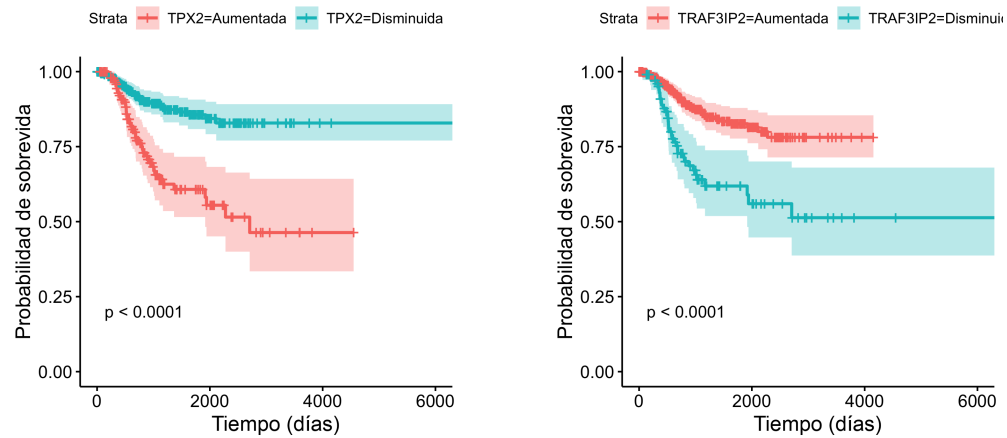 Strata TPX2=Aumentada TPX2=Disminuida
Probabilidad de sobrevida
1.00
0.75
0.50
0.25
0.00
p < 0.0001
0 2000 4000 6000
Tiempo (días)
Strata TRAF3IP2=Aumentada TRAF3IP2=Disminui
Probabilidad de sobrevida
1.00
0.75
0.50
0.25
0.00
p < 0.0001
0 2000 4000 6000
Tiempo (días)